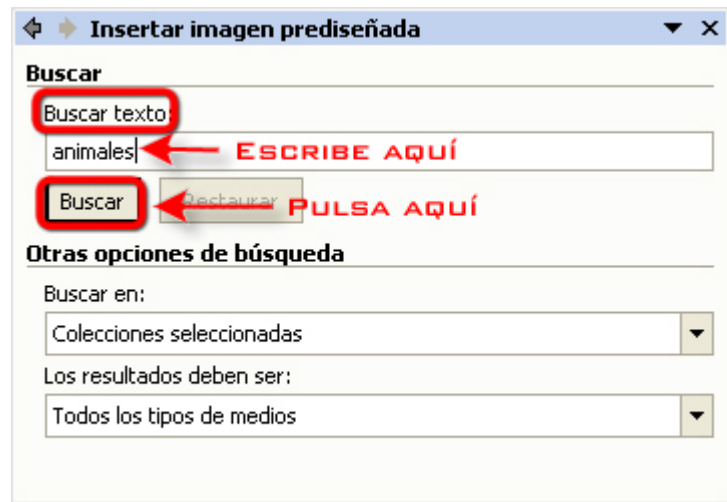 Insertar imagen prediseñada
Buscar
Buscar texto:
animales ESCRIBE AQUÍ
Buscar Restaurar PULSA AQUÍ
Otras opciones de búsqueda
Buscar en:
Colecciones seleccionadas
Los resultados deben ser:
Todos los tipos de medios